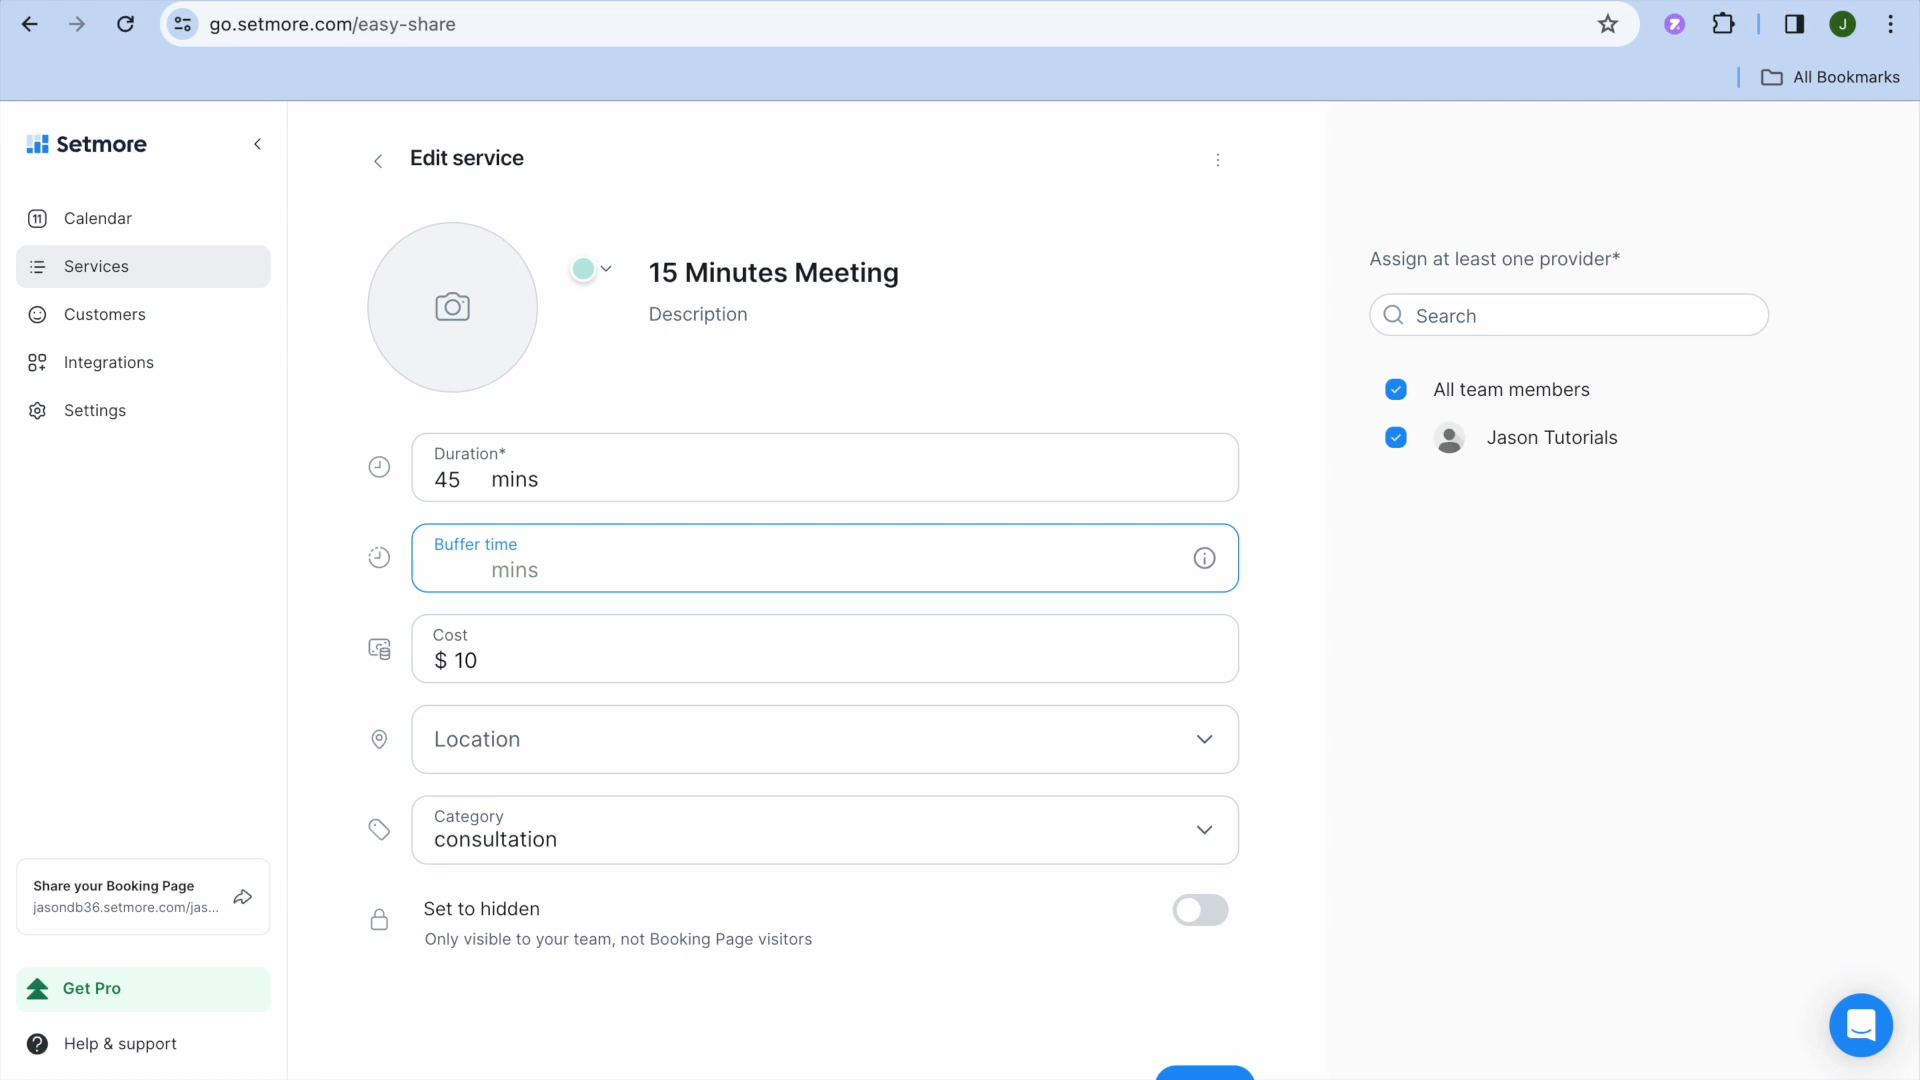 go.setmore.com/easy-share
J
All Bookmarks
Setmore
Edit service
11 Calendar
Services
Customers
Integrations
Settings
15 Minutes Meeting
Description
Assign at least one provider*
Search
All team members
Jason Tutorials
Duration*
45 mins
Buffer time
mins
Cost
$ 10
Location
Category
consultation
Set to hidden
Only visible to your team, not Booking Page visitors
Share your Booking Page
jasondb36.setmore.com/jas...
Get Pro
Help & support